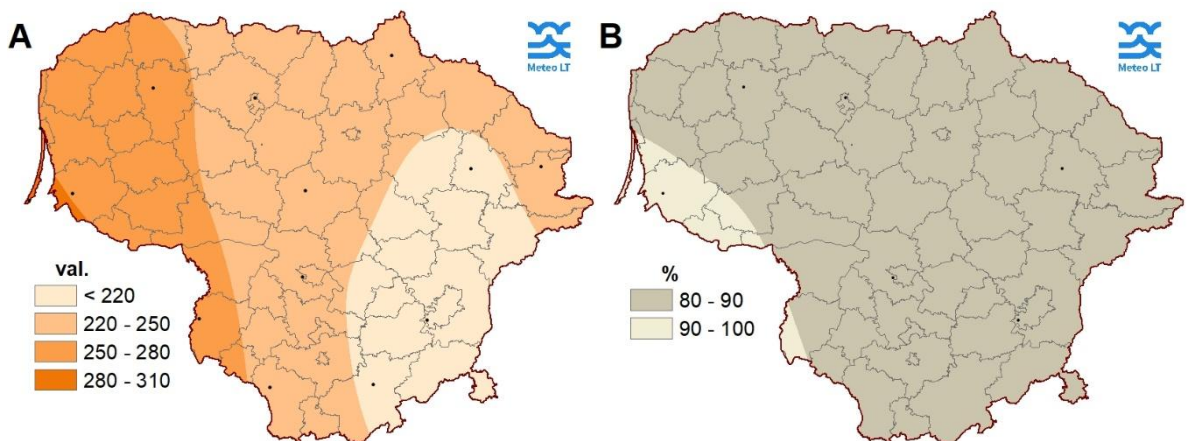 A
Meteo LT
val.
< 220
220 - 250
250 - 280
280 - 310
B
Meteo LT
%
80 - 90
90 - 100